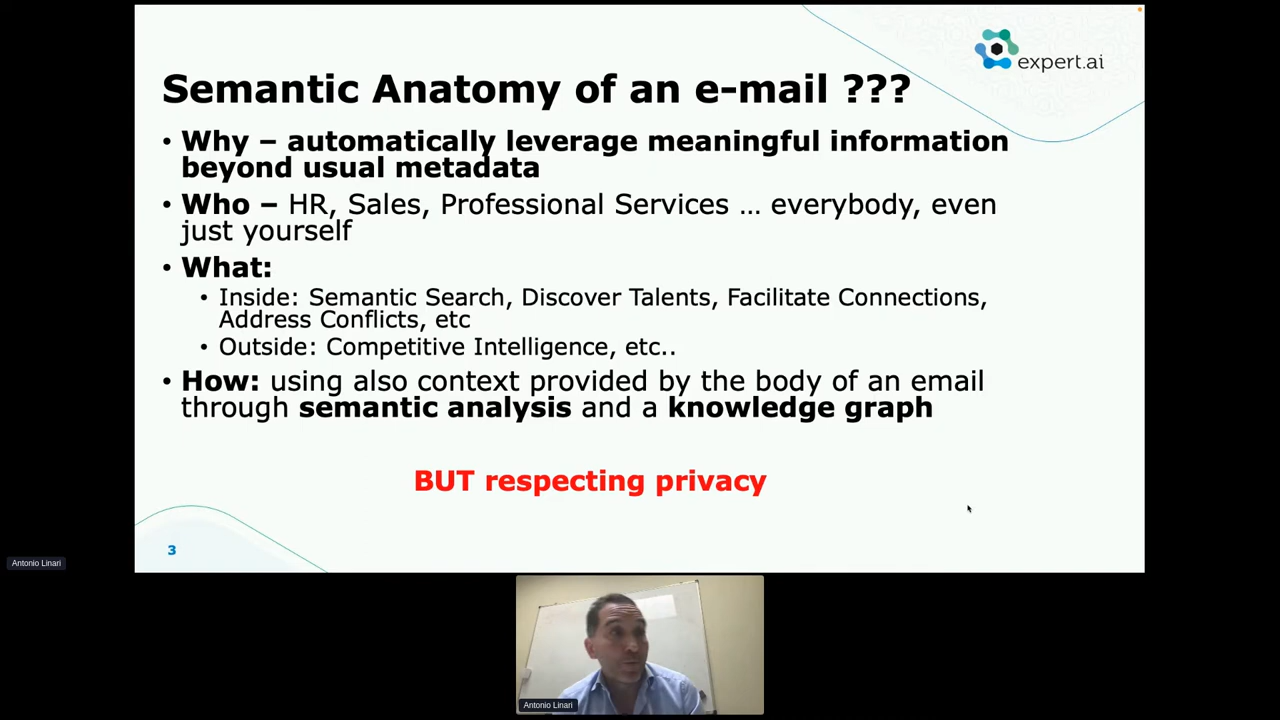 expert.ai
Semantic Anatomy of an e-mail ???
• Why – automatically leverage meaningful information
beyond usual metadata
• Who – HR, Sales, Professional Services … everybody, even
just yourself
• What:
• Inside: Semantic Search, Discover Talents, Facilitate Connections,
Address Conflicts, etc
• Outside: Competitive Intelligence, etc..
• How: using also context provided by the body of an email
through semantic analysis and a knowledge graph
BUT respecting privacy
3
Antonio Linari
Antonio Linari